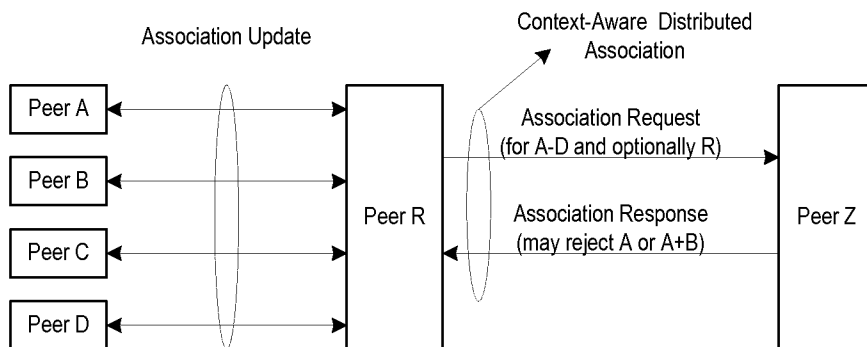 Context-Aware Distributed
Association
Association Update
Peer A
Association Request
(for A-D and optionally R)
Peer B
Peer R
Peer Z
Association Response
(may reject A or A+B)
Peer C
Peer D